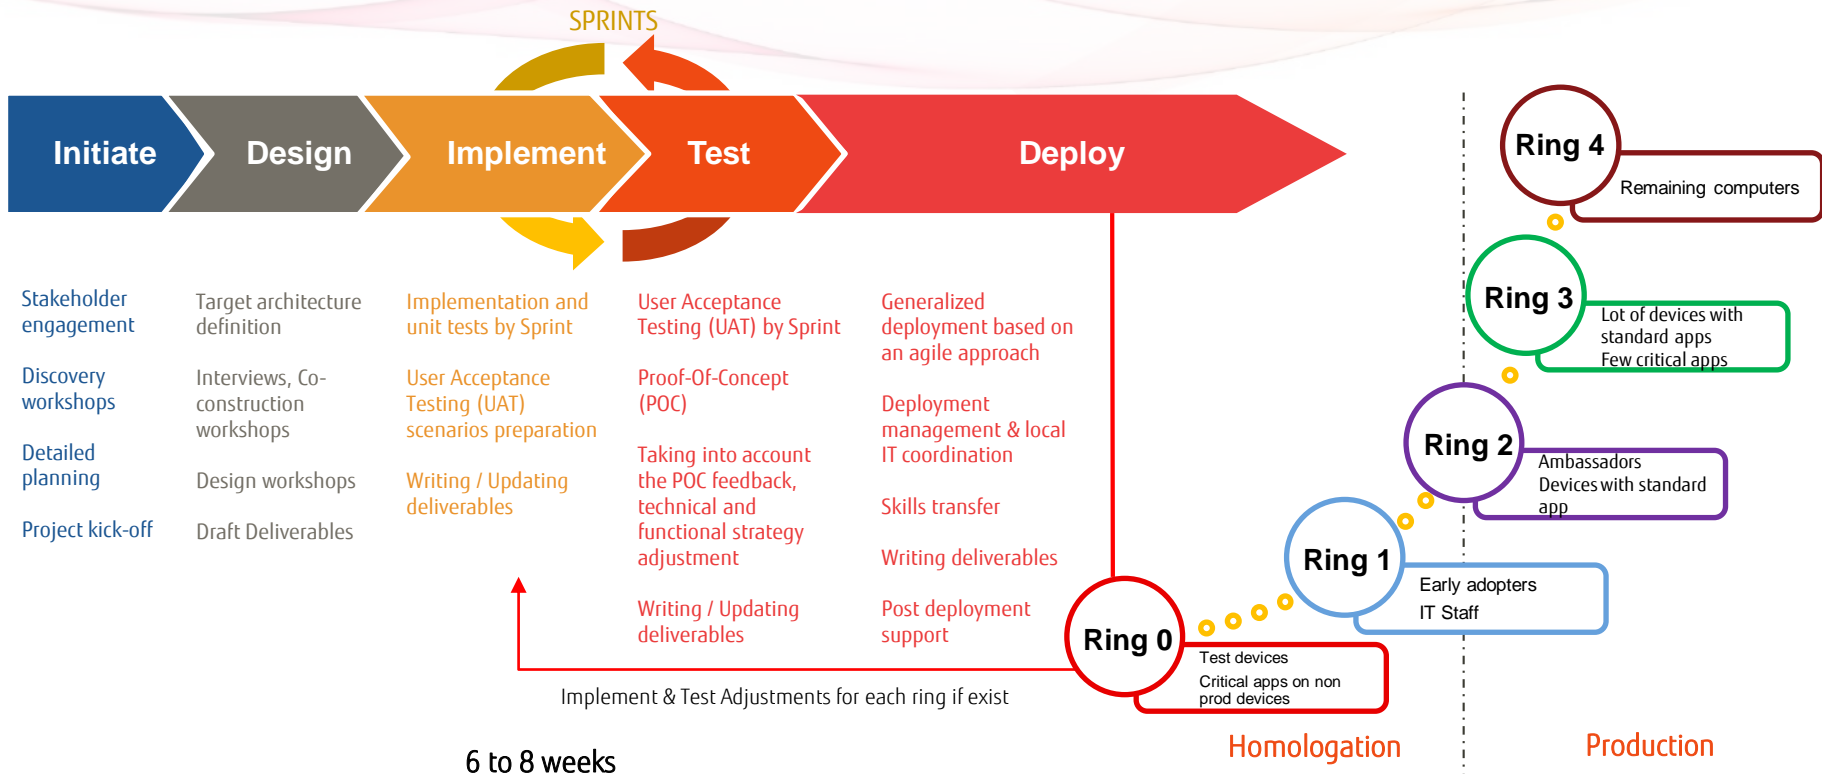 SPRINTS
Initiate
Design
Implement
Test
Deploy
Stakeholder
engagement
Discovery
workshops
Detailed
planning
Project kick-off
Target architecture
definition
Interviews, Co-
construction
workshops
Design workshops
Draft Deliverables
Implementation and
unit tests by Sprint
User Acceptance
Testing (UAT)
scenarios preparation
Writing / Updating
deliverables
User Acceptance
Testing (UAT) by Sprint
Proof-Of-Concept
(POC)
Taking into account
the POC feedback,
technical and
functional strategy
adjustment
Writing / Updating
deliverables
Generalized
deployment based on
an agile approach
Deployment
management & local
IT coordination
Skills transfer
Writing deliverables
Post deployment
support
Ring 4
Remaining computers
Ring 3
Lot of devices with
standard apps
Few critical apps
Ring 2
Ambassadors
Devices with standard
app
Ring 1
Early adopters
IT Staff
Ring 0
Test devices
Critical apps on non
prod devices
Implement & Test Adjustments for each ring if exist
6 to 8 weeks
Homologation
Production